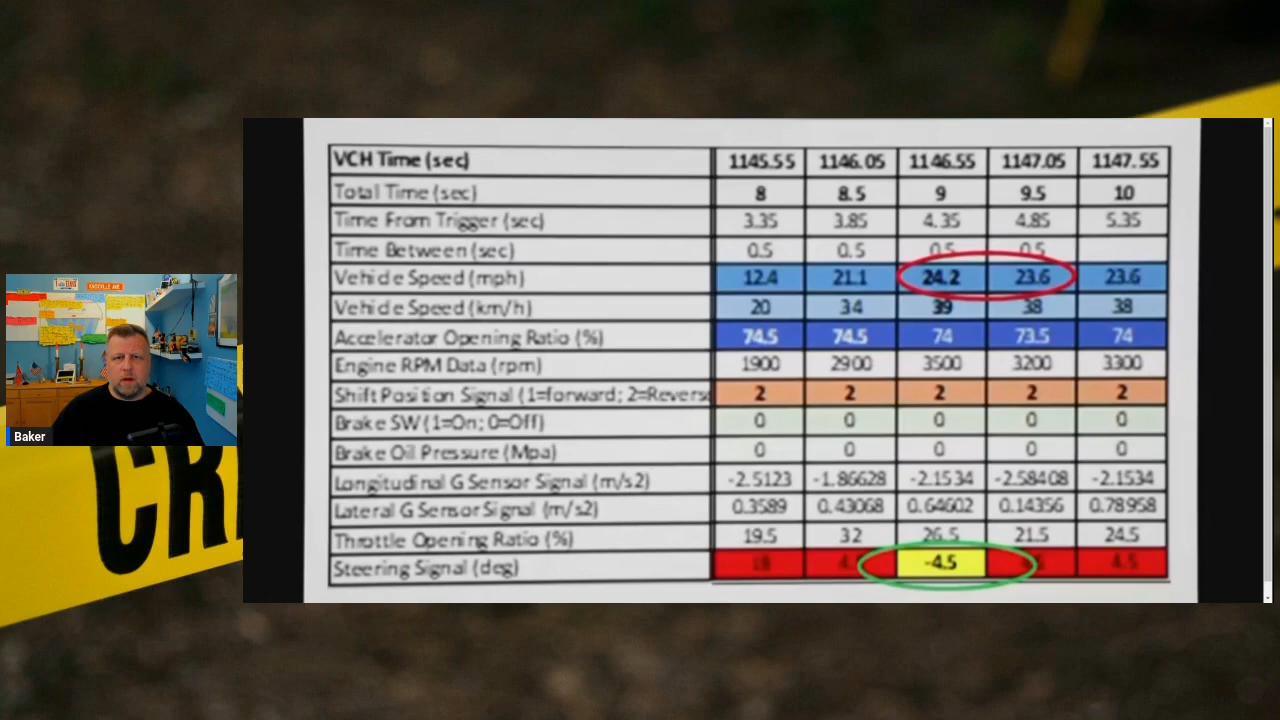 VCH Time (sec) 1145.55 1146.05 1146.55 1147.05 1147.55
Total Time (sec) 8 8.5 9 9.5 10
Time From Trigger (sec) 3.35 3.85 4.35 4.85 5.35
Time Between (sec) 0.5 0.5 0.5 0.5
Vehicle Speed (mph) 12.4 21.1 24.2 23.6 23.6
Vehicle Speed (km/h) 20 34 39 38 38
Accelerator Opening Ratio (%) 74.5 74.5 74 73.5 74
Engine RPM Data (rpm) 1900 2900 3500 3200 3300
Shift Position Signal (1=forward; 2=Revers 2 2 2 2 2
Brake SW (1=On; 0=Off) 0 0 0 0 0
Brake Oil Pressure (Mpa) 0 0 0 0 0
Longitudinal G Sensor Signal (m/s2) -2.5123 -1.86628 -2.1534 -2.58408 -2.1534
Lateral G Sensor Signal (m/s2) 0.3589 0.43068 0.64602 0.14356 0.78958
Throttle Opening Ratio (%) 19.5 32 26.5 21.5 24.5
Steering Signal (deg) 18 -4.5 4.5
Baker
CR